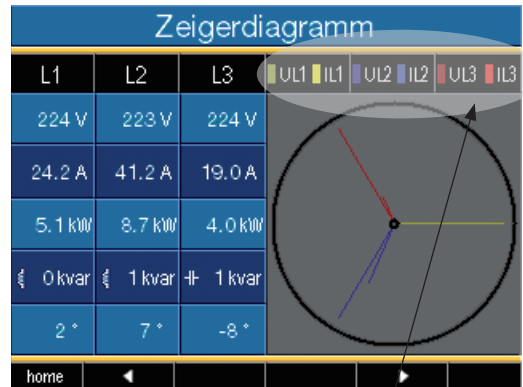 Zeigerdiagramm
L1 L2 L3 UL1 IL1 UL2 IL2 UL3 IL3
224 V 223 V 224 V
24.2 A 41.2 A 19.0 A
5.1 kW 8.7 kW 4.0 kW
0 kvar 1 kvar 1 kvar
2 ° 7 ° -8 °
home